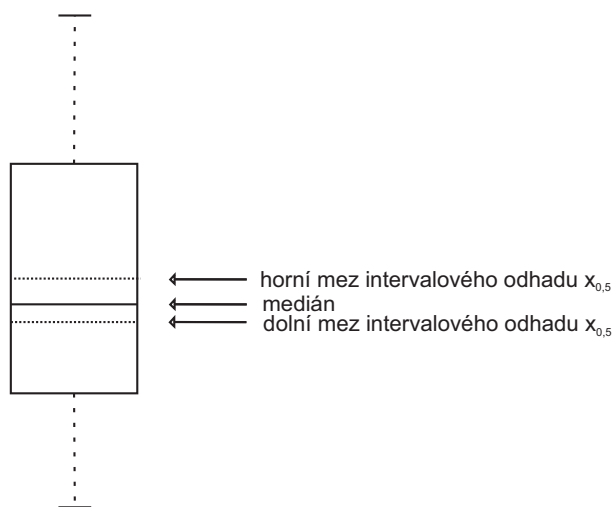 horní mez intervalového odhadu x₀,₅
medián
dolní mez intervalového odhadu x₀,₅